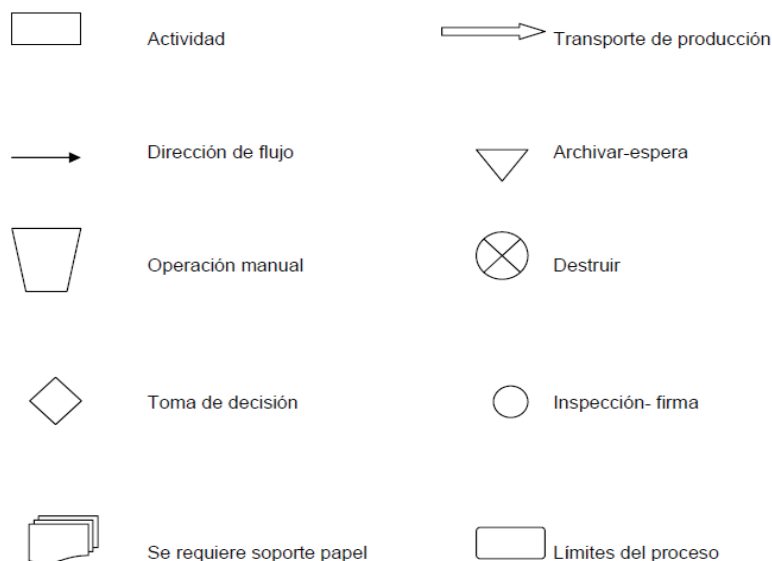 Actividad
Transporte de producción
Dirección de flujo
Archivar-espera
Operación manual
Destruir
Toma de decisión
Inspección- firma
Se requiere soporte papel
Límites del proceso